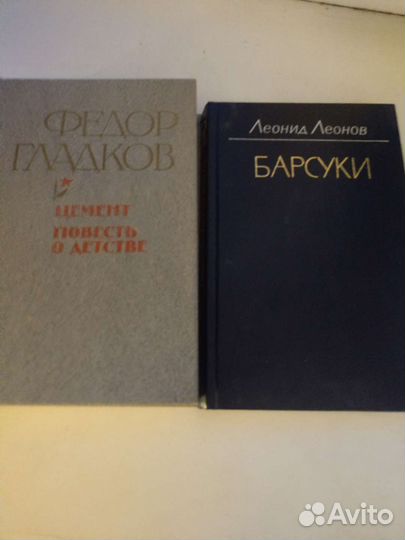 ФЕДОР
ГЛАДКОВ
ЦЕМЕНТ
ПОВЕСТЬ
О ДЕТСТВЕ
Леонид Леонов
БАРСУКИ
Avito